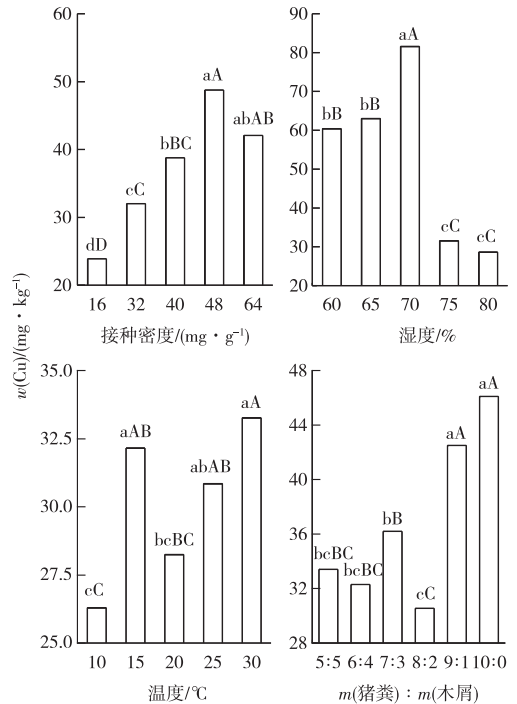 w(Cu)/(mg·kg⁻¹)
60
50
40
30
20
dD
cC
bBC
aA
abAB
16 32 40 48 64
接种密度/(mg·g⁻¹)
90
80
70
60
50
40
30
20
bB
bB
aA
cC
cC
60 65 70 75 80
湿度/%
35.0
32.5
30.0
27.5
25.0
cC
aAB
bcBC
abAB
aA
10 15 20 25 30
温度/℃
48
44
40
36
32
28
bcBC
bcBC
bB
cC
aA
aA
5:5 6:4 7:3 8:2 9:1 10:0
m(猪粪):m(木屑)